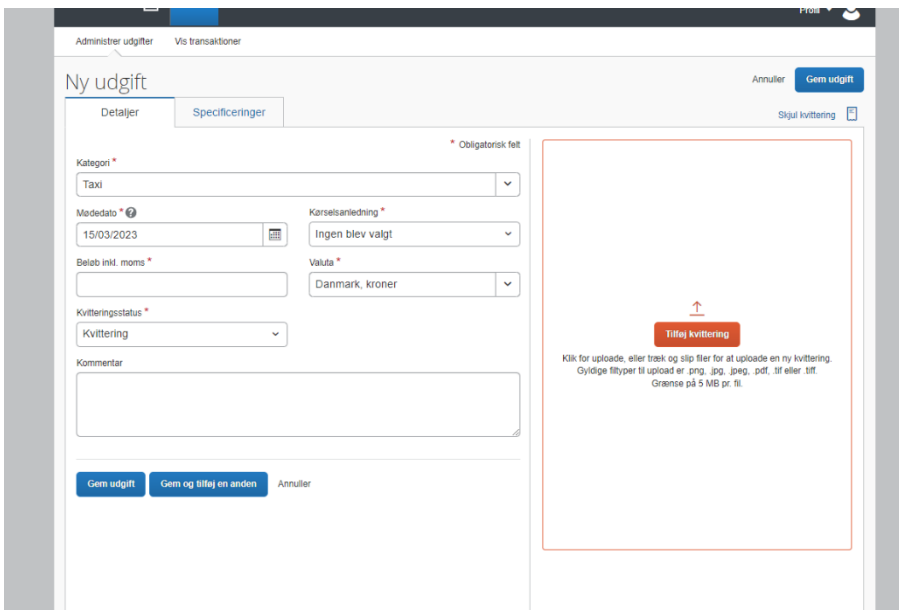 Profil
Administrer udgifter Vis transaktioner
Ny udgift
Annuller Gem udgift
Detaljer Specificeringer
Skjul kvittering
* Obligatorisk felt
Kategori *
Taxi
Mødedato * ? Kørselsanledning *
15/03/2023 Ingen blev valgt
Beløb inkl. moms * Valuta *
Danmark, kroner
Kvitteringsstatus *
Kvittering
Kommentar
Gem udgift Gem og tilføj en anden Annuller
Tilføj kvittering
Klik for uploade, eller træk og slip filer for at uploade en ny kvittering.
Gyldige filtyper til upload er .png, .jpg, .jpeg, .pdf, .tif eller .tiff.
Grænse på 5 MB pr. fil.